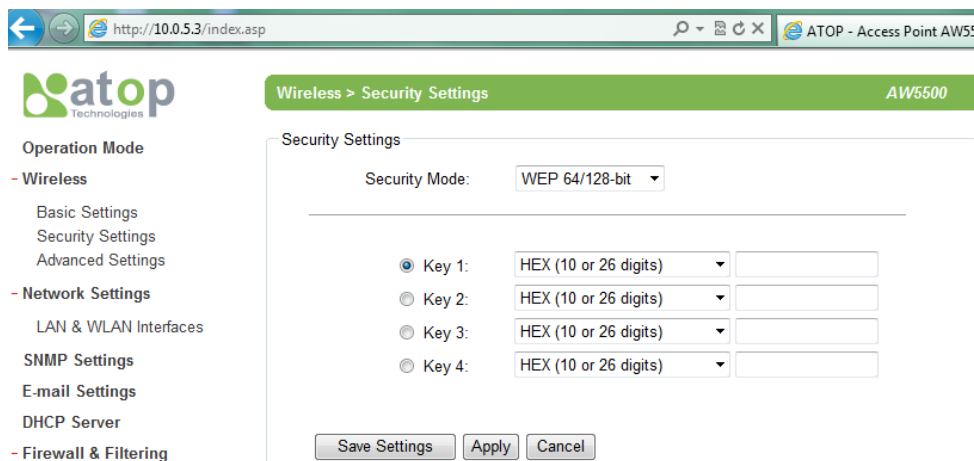 http://10.0.5.3/index.asp
ATOP - Access Point AW55
atop
Technologies
Wireless > Security Settings AW5500
Operation Mode
- Wireless
Basic Settings
Security Settings
Advanced Settings
- Network Settings
LAN & WLAN Interfaces
SNMP Settings
E-mail Settings
DHCP Server
- Firewall & Filtering
Security Settings
Security Mode: WEP 64/128-bit
Key 1: HEX (10 or 26 digits)
Key 2: HEX (10 or 26 digits)
Key 3: HEX (10 or 26 digits)
Key 4: HEX (10 or 26 digits)
Save Settings Apply Cancel